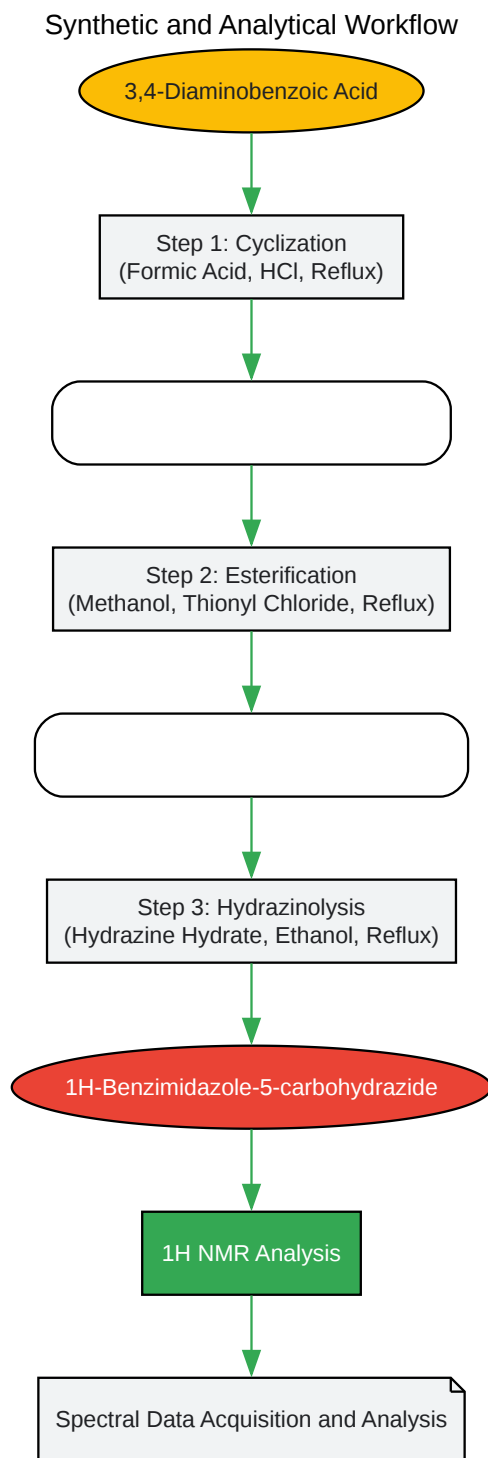 Synthetic and Analytical Workflow
3,4-Diaminobenzoic Acid
Step 1: Cyclization
(Formic Acid, HCl, Reflux)
Step 2: Esterification
(Methanol, Thionyl Chloride, Reflux)
Step 3: Hydrazinolysis
(Hydrazine Hydrate, Ethanol, Reflux)
1H-Benzimidazole-5-carbohydrazide
1H NMR Analysis
Spectral Data Acquisition and Analysis